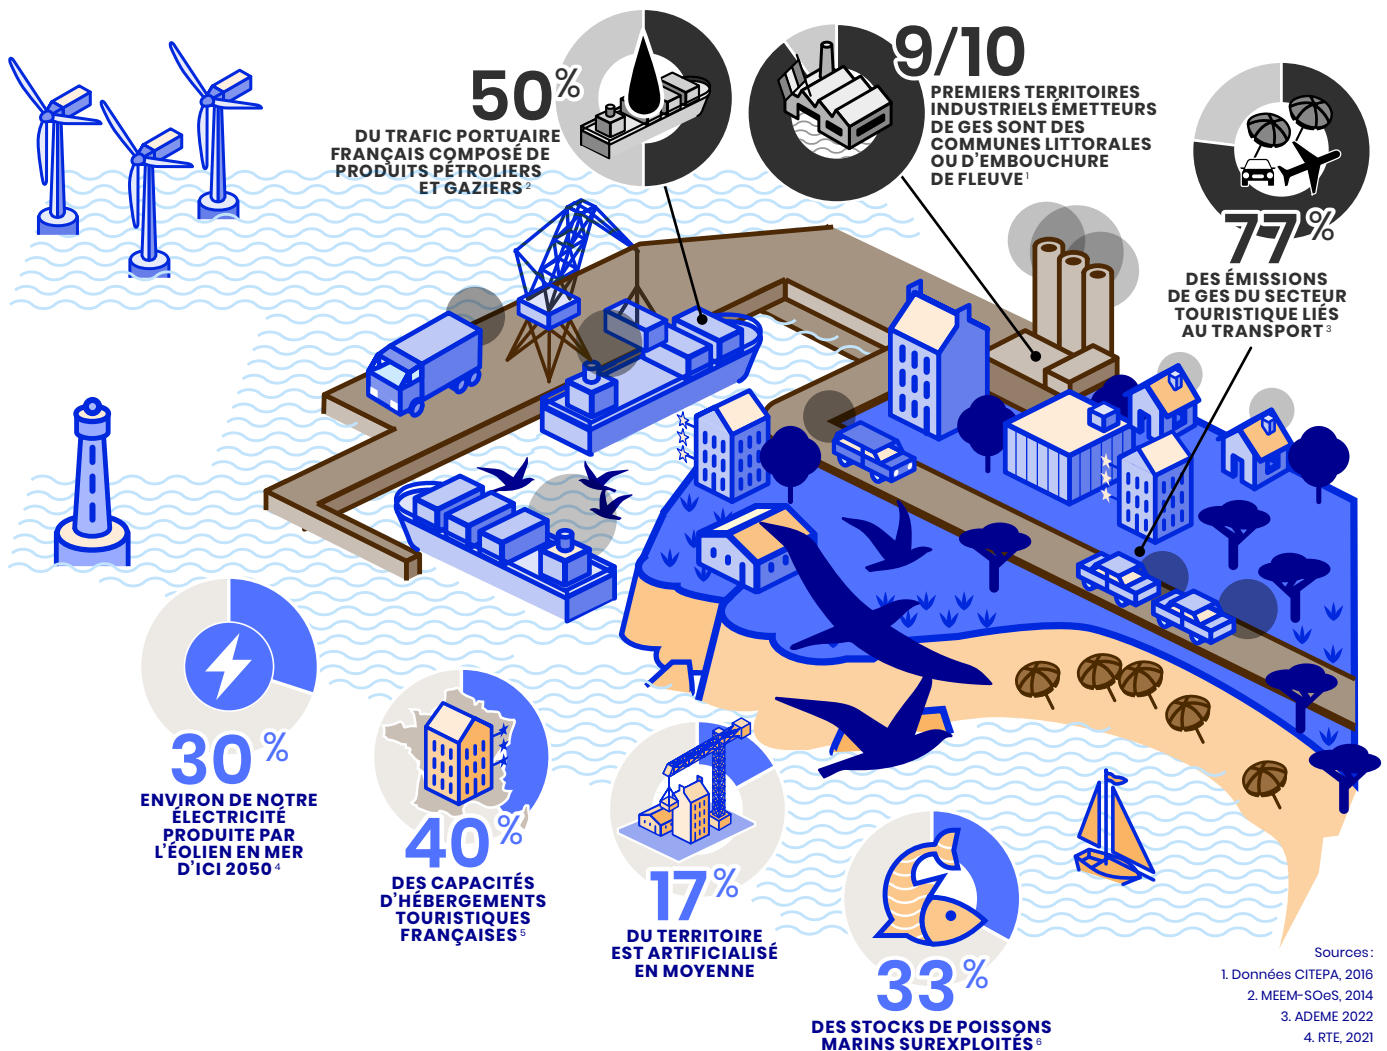 50%
DU TRAFIC PORTUAIRE
FRANÇAIS COMPOSÉ DE
PRODUITS PÉTROLIERS
ET GAZIERS 2
9/10
PREMIERS TERRITOIRES
INDUSTRIELS ÉMETTEURS
DE GES SONT DES
COMMUNES LITTORALES
OU D'EMBOUCHURE
DE FLEUVE 1
77%
DES ÉMISSIONS
DE GES DU SECTEUR
TOURISTIQUE LIÉS
AU TRANSPORT 3
30%
ENVIRON DE NOTRE
ÉLECTRICITÉ
PRODUITE PAR
L'ÉOLIEN EN MER
D'ICI 2050 4
40%
DES CAPACITÉS
D'HÉBERGEMENTS
TOURISTIQUES
FRANÇAISES 5
17%
DU TERRITOIRE
EST ARTIFICIALISÉ
EN MOYENNE
33%
DES STOCKS DE POISSONS
MARINS SUREXPLOITÉS 6
Sources :
1. Données CITEPA, 2016
2. MEEM-SOeS, 2014
3. ADEME 2022
4. RTE, 2021